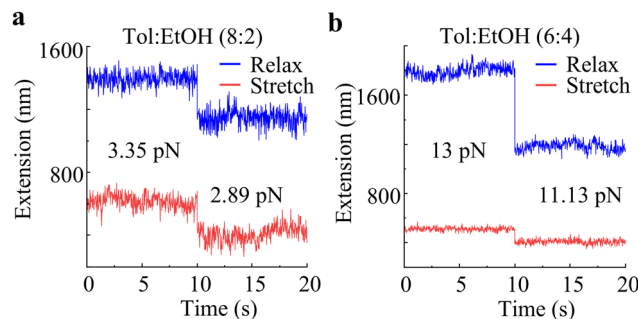 a
Tol:EtOH (8:2)
1600
Relax
Stretch
Extension (nm)
800
3.35 pN
2.89 pN
0 5 10 15 20
Time (s)
b
Tol:EtOH (6:4)
Relax
Stretch
1600
Extension (nm)
800
13 pN
11.13 pN
0 5 10 15 20
Time (s)